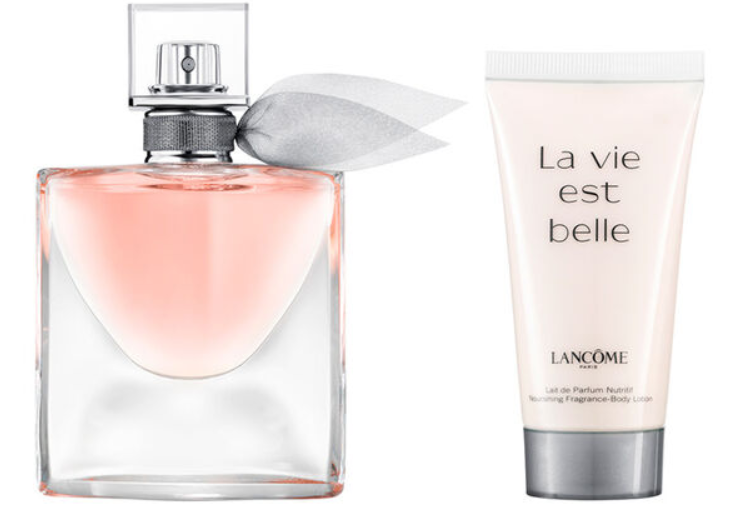 La vie
est
belle
LANCÔME
PARIS
Lait de Parfum Nutritif
Nourishing Fragrance-Body Lotion